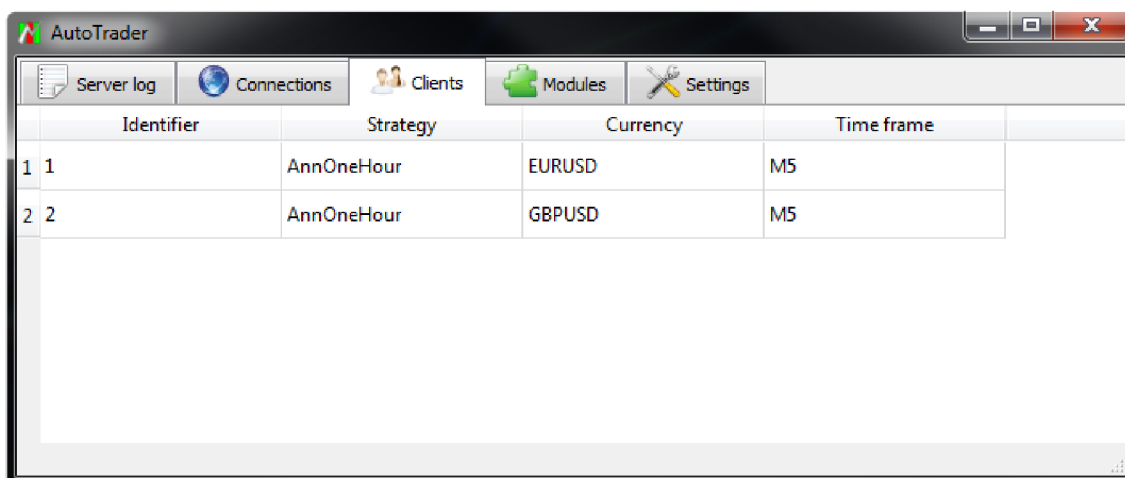 AutoTrader
Server log Connections Clients Modules Settings
Identifier Strategy Currency Time frame
1 1 AnnOneHour EURUSD M5
2 2 AnnOneHour GBPUSD M5